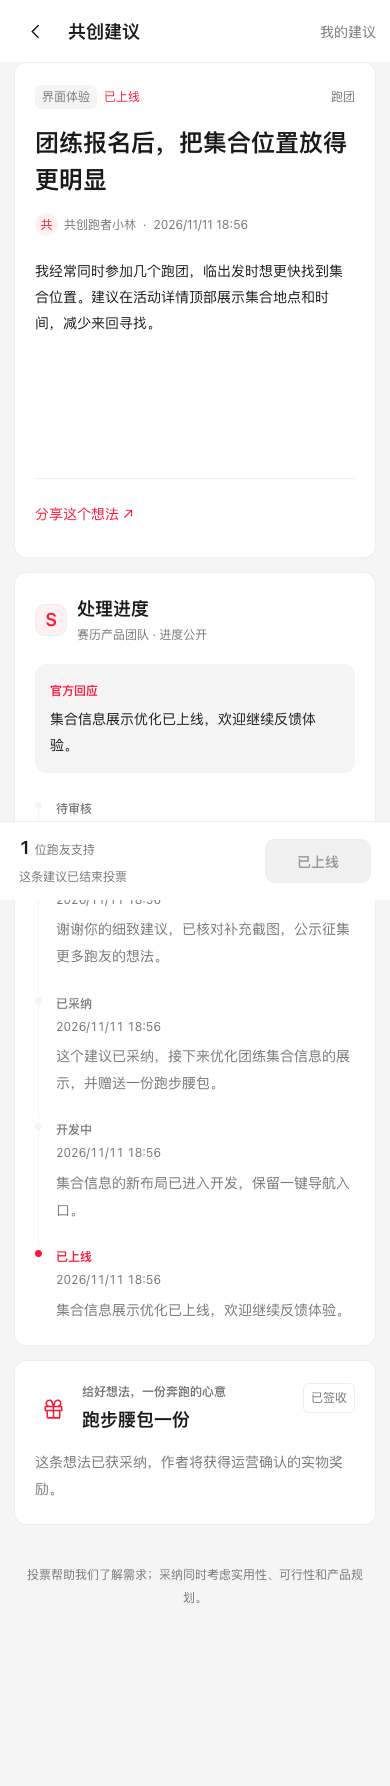 共创建议
我的建议
界面体验 已上线
跑团
团练报名后，把集合位置放得
更明显
共 共创跑者小林 · 2026/11/11 18:56
我经常同时参加几个跑团，临出发时想更快找到集
合位置。建议在活动详情顶部展示集合地点和时
间，减少来回寻找。
分享这个想法 ↗
S
处理进度
赛历产品团队 · 进度公开
官方回应
集合信息展示优化已上线，欢迎继续反馈体
验。
待审核
1 位跑友支持
这条建议已结束投票
已上线
2026/11/11 18:56
谢谢你的细致建议，已核对补充截图，公示征集
更多跑友的想法。
已采纳
2026/11/11 18:56
这个建议已采纳，接下来优化团练集合信息的展
示，并赠送一份跑步腰包。
开发中
2026/11/11 18:56
集合信息的新布局已进入开发，保留一键导航入
口。
已上线
2026/11/11 18:56
集合信息展示优化已上线，欢迎继续反馈体验。
给好想法，一份奔跑的心意
跑步腰包一份
已签收
这条想法已获采纳，作者将获得运营确认的实物奖
励。
投票帮助我们了解需求；采纳同时考虑实用性、可行性和产品规
划。